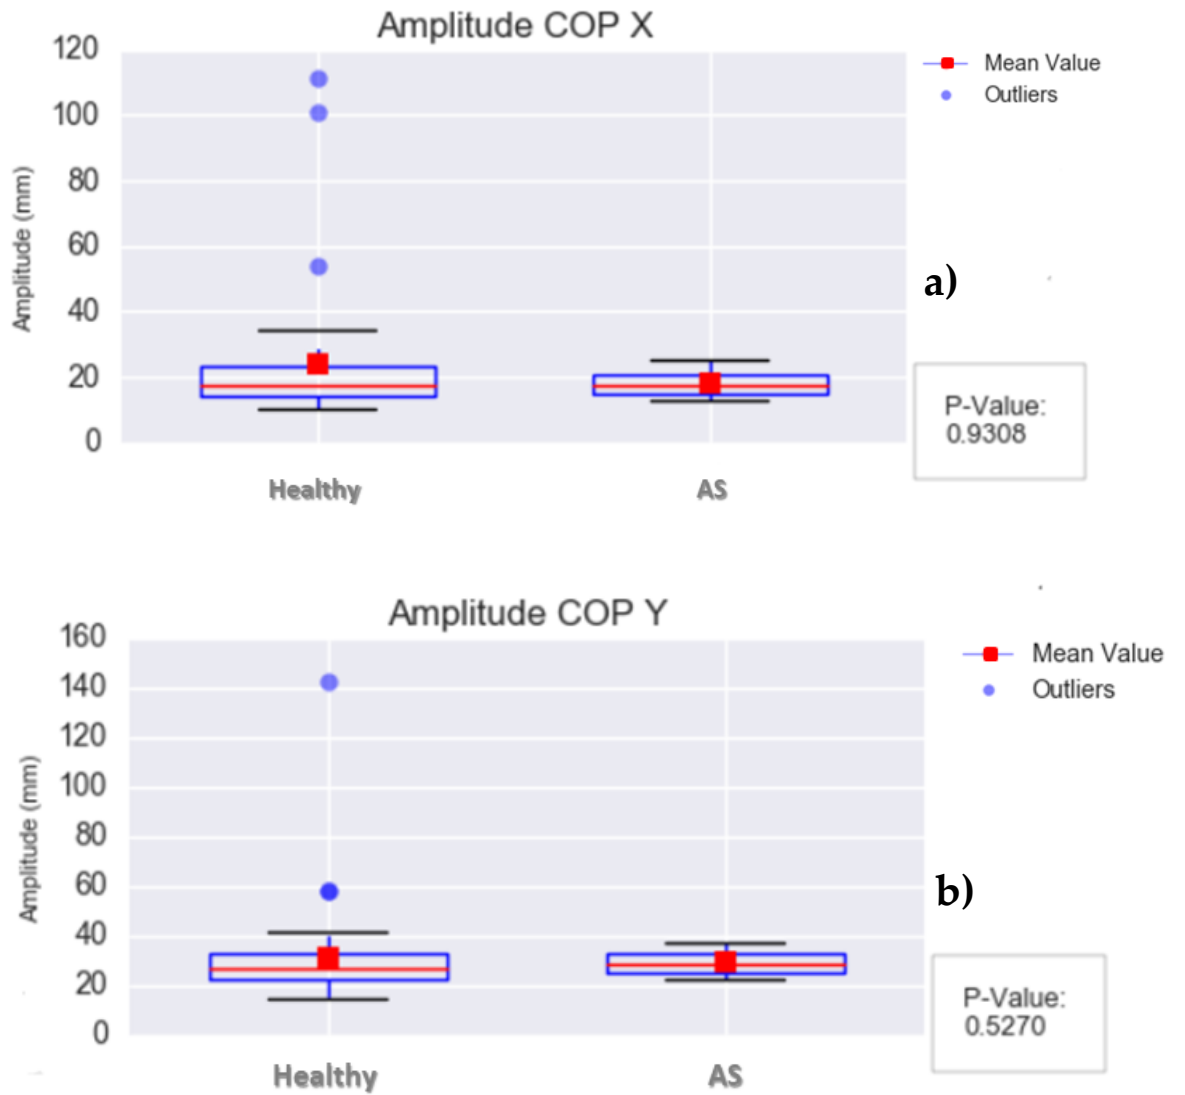 Amplitude COP X
120
100
80
60
40
20
0
Amplitude (mm)
Healthy
AS
Mean Value
Outliers
a)
P-Value:
0.9308
Amplitude COP Y
160
140
120
100
80
60
40
20
0
Amplitude (mm)
Healthy
AS
Mean Value
Outliers
b)
P-Value:
0.5270